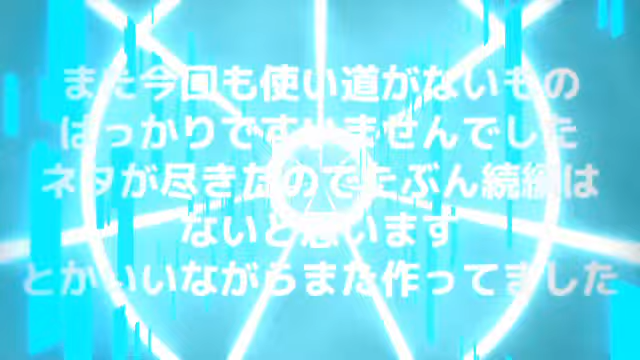 また今回も使い道がないもの
ばっかりですいませんでした
ネタが尽きたのでたぶん続編は
ないと思います
とかいいながらまた作ってました